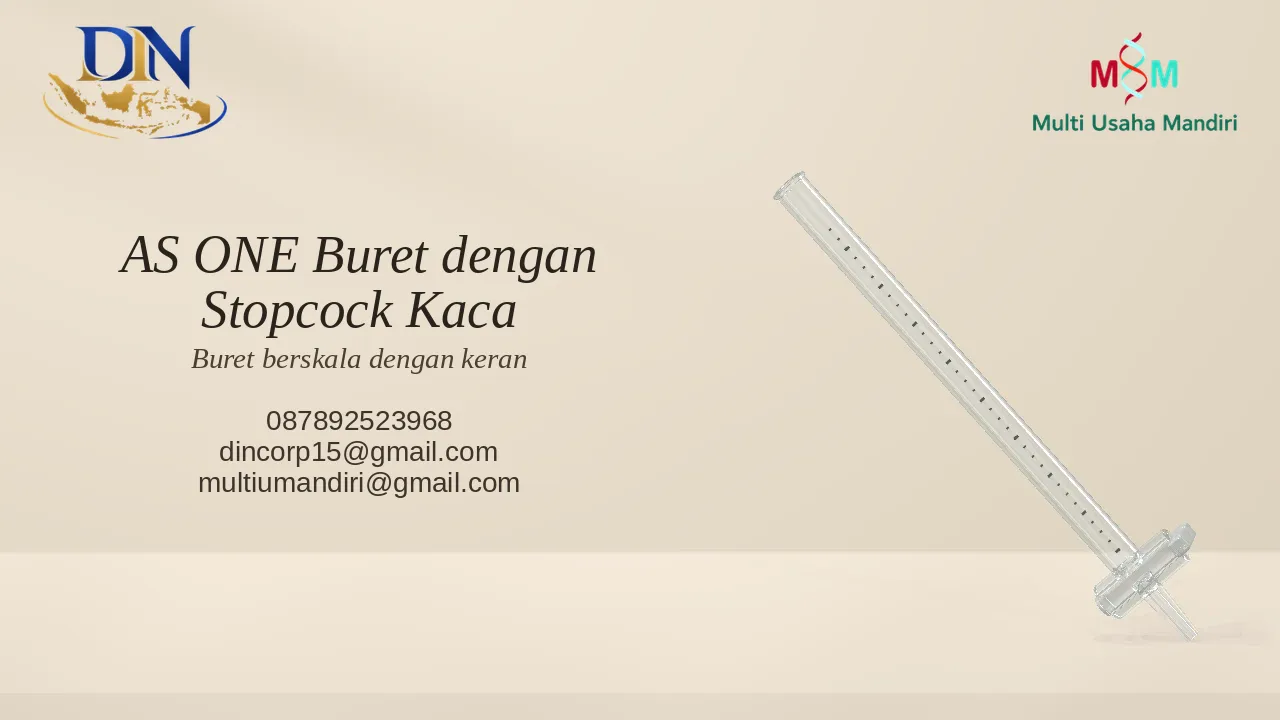 DIN
MSM
Multi Usaha Mandiri
AS ONE Buret dengan
Stopcock Kaca
Buret berskala dengan keran
087892523968
dincorp15@gmail.com
multiumandiri@gmail.com